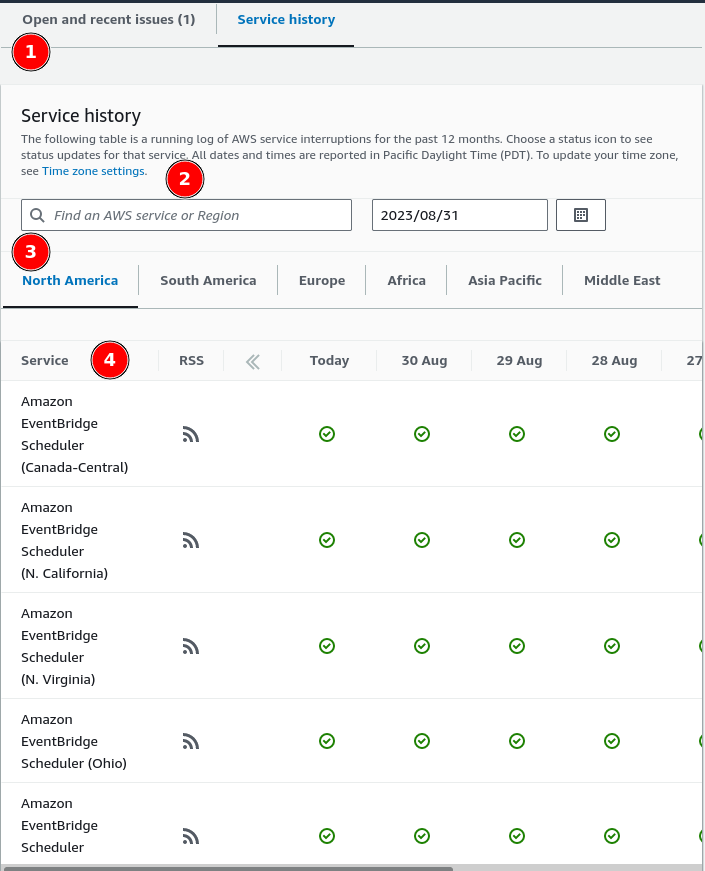 Open and recent issues (1) Service history
1
Service history
The following table is a running log of AWS service interruptions for the past 12 months. Choose a status icon to see
status updates for that service. All dates and times are reported in Pacific Daylight Time (PDT). To update your time zone,
see Time zone settings.
2
Find an AWS service or Region 2023/08/31
3
North America South America Europe Africa Asia Pacific Middle East
Service 4 RSS Today 30 Aug 29 Aug 28 Aug 27
Amazon
EventBridge
Scheduler
(Canada-Central)
Amazon
EventBridge
Scheduler
(N. California)
Amazon
EventBridge
Scheduler
(N. Virginia)
Amazon
EventBridge
Scheduler (Ohio)
Amazon
EventBridge
Scheduler